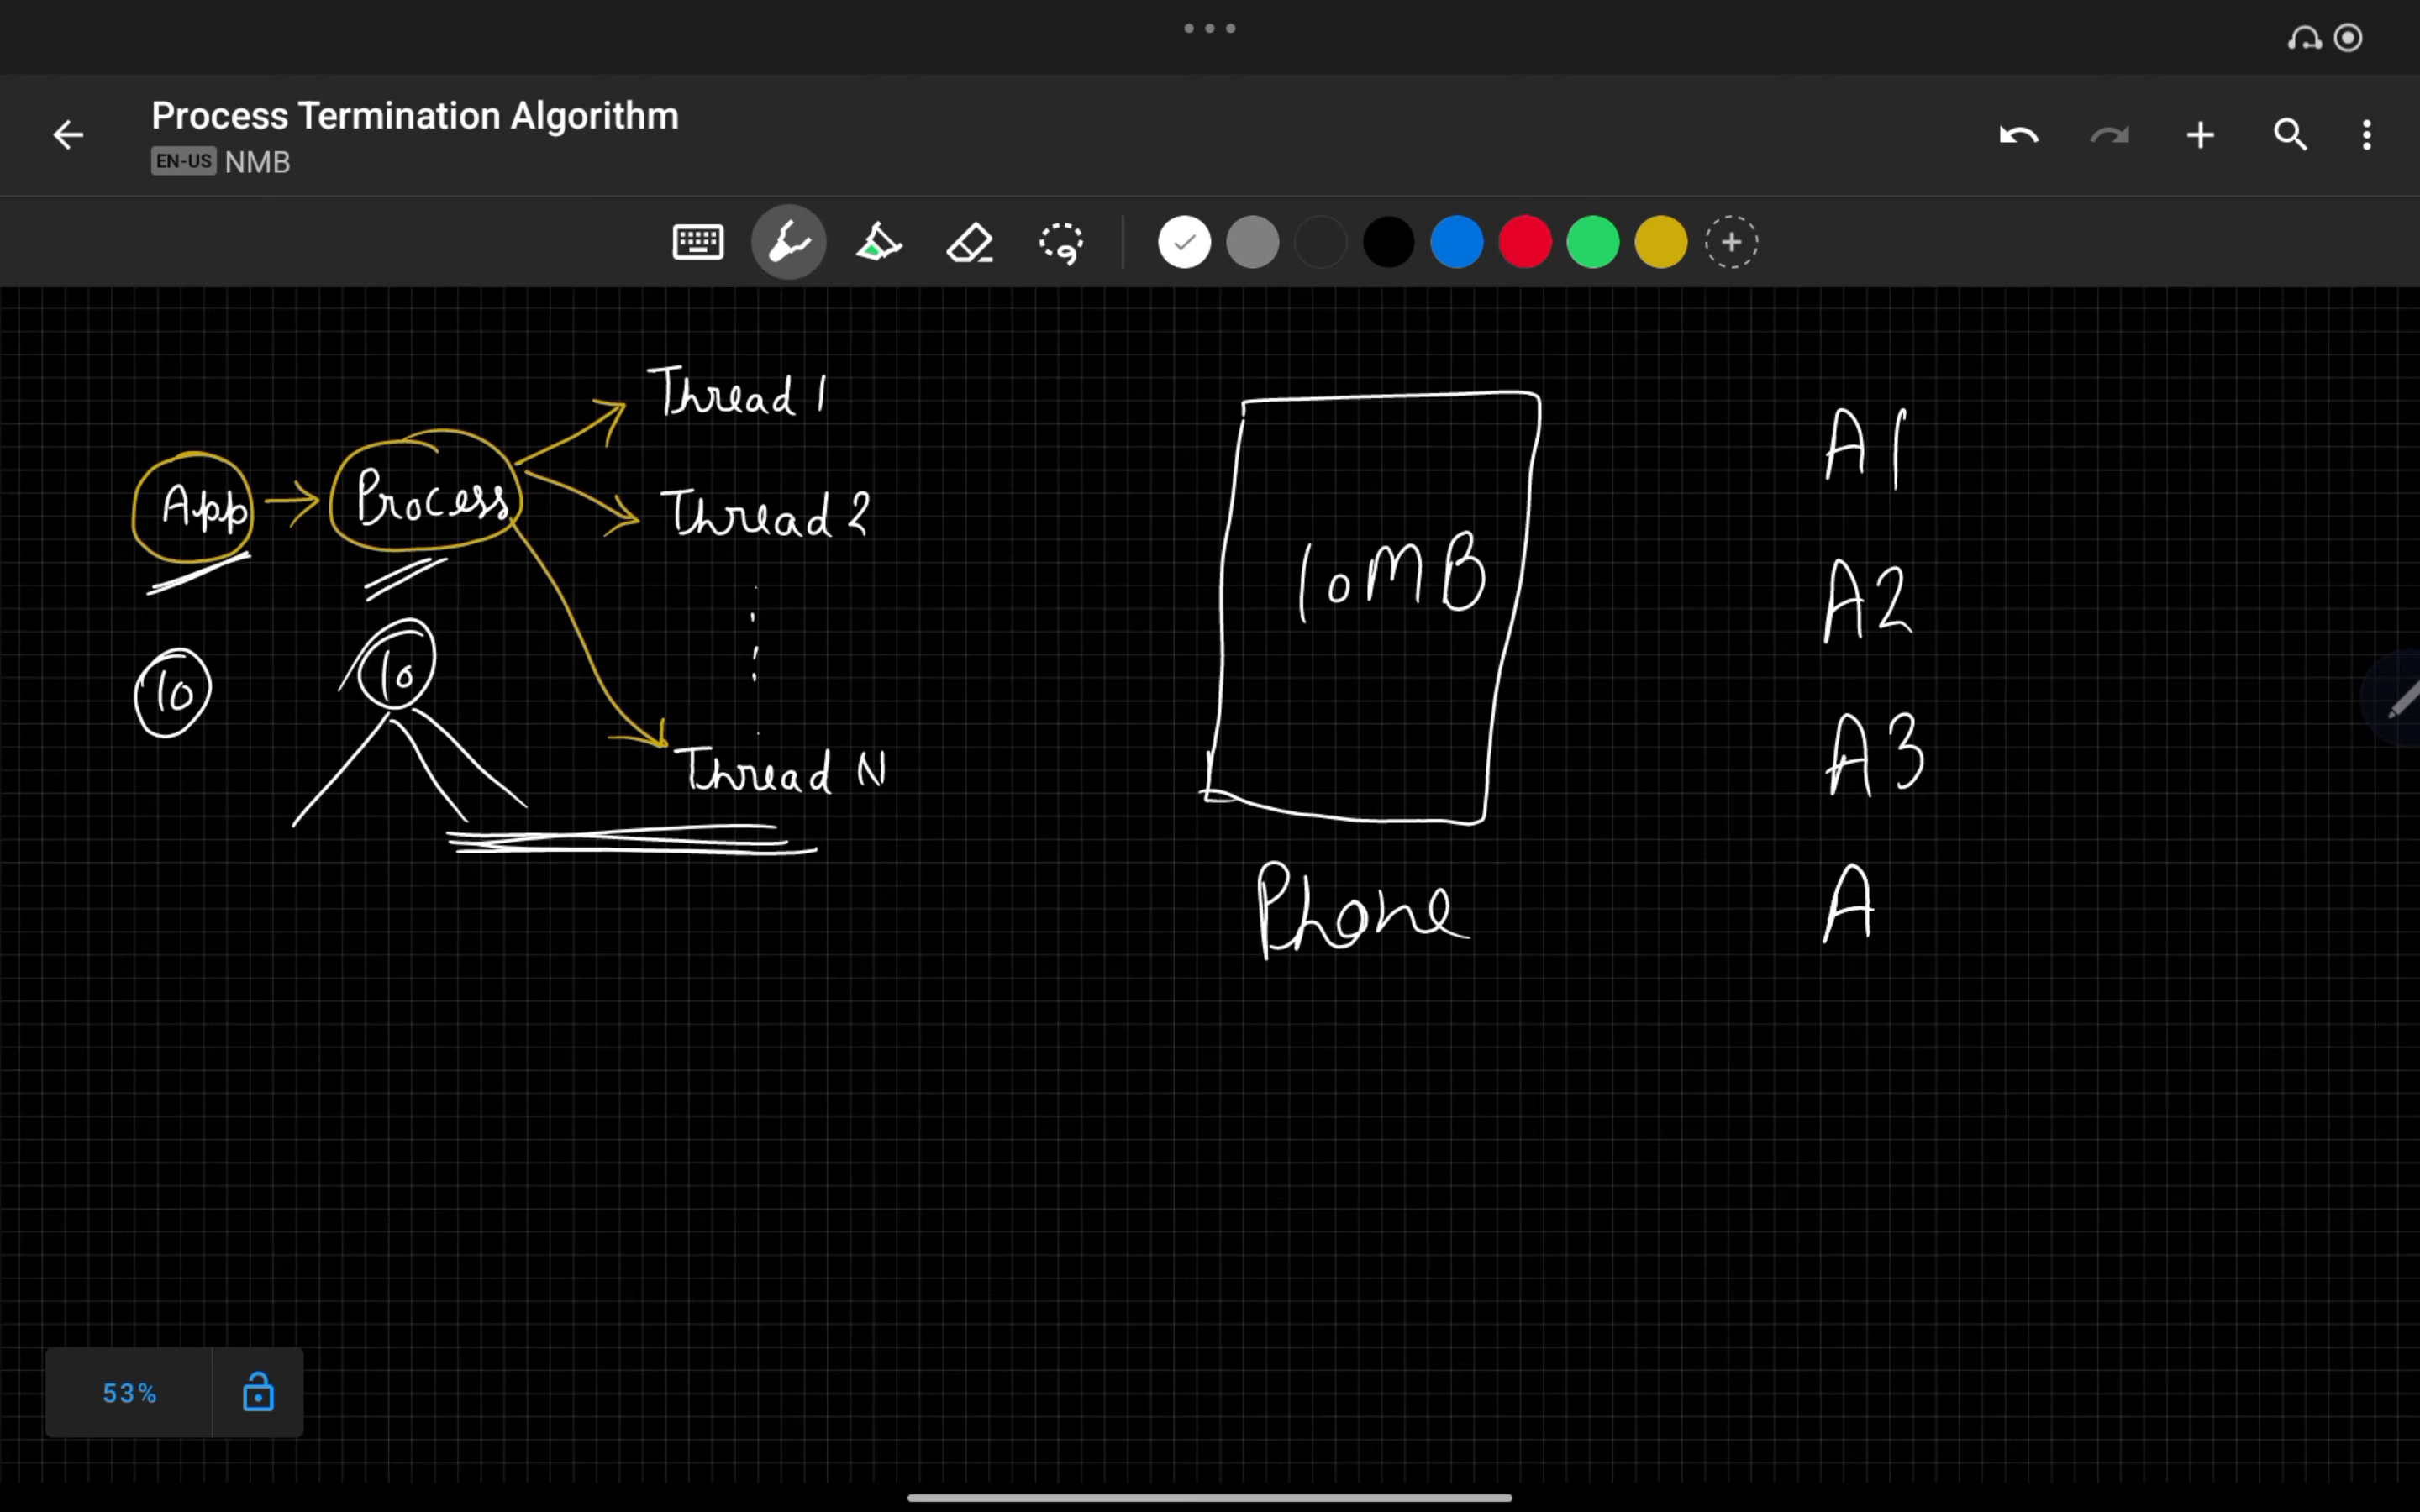 Process Termination Algorithm
EN-US NMB
App
Process
Thread 1
Thread 2
Thread N
10
10
10MB
Phone
A1
A2
A3
A
53%